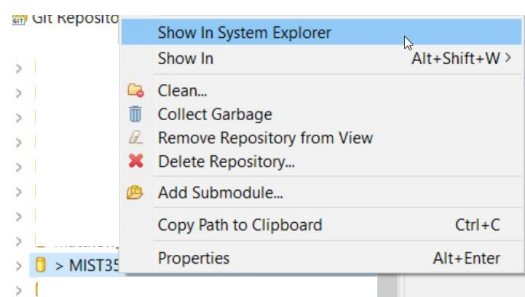 Git Reposito
Show In System Explorer
Show In Alt+Shift+W >
Clean...
Collect Garbage
Remove Repository from View
Delete Repository...
Add Submodule...
Copy Path to Clipboard Ctrl+C
Properties Alt+Enter
> MIST35